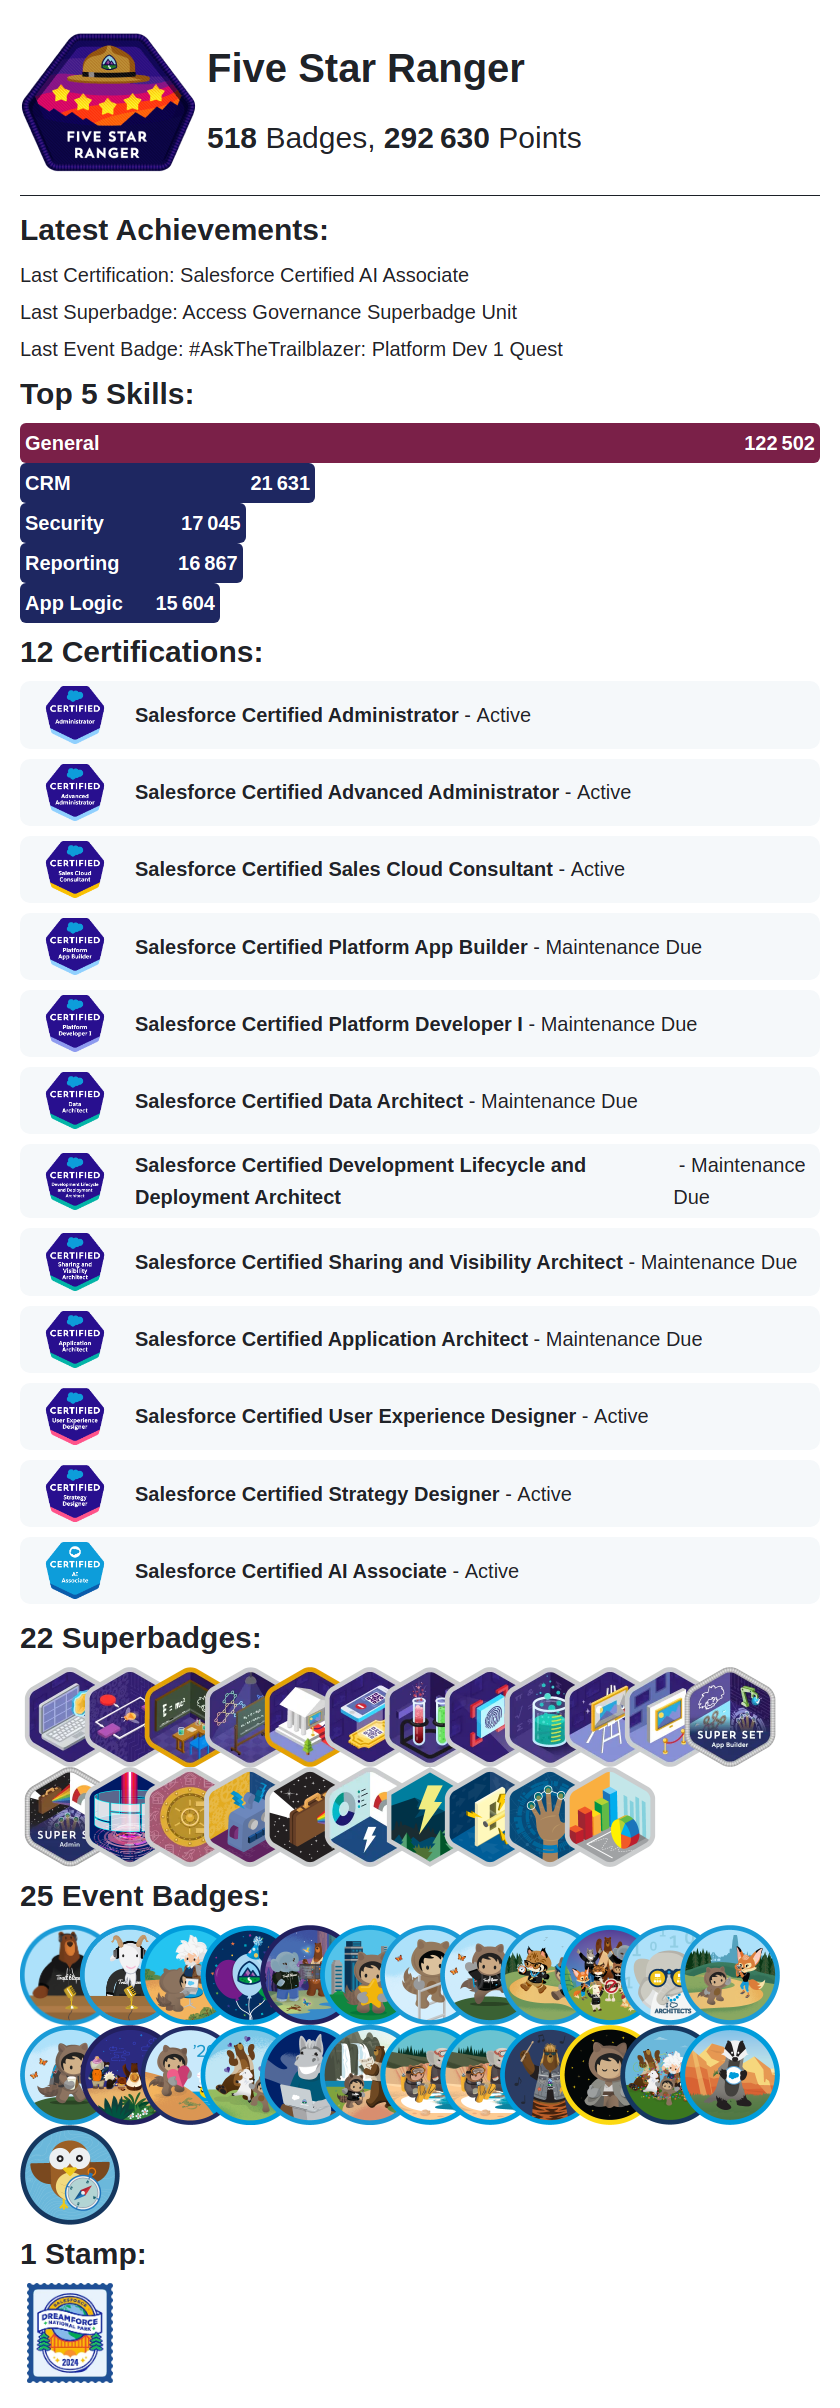 FIVE STAR
RANGER
Five Star Ranger
518 Badges, 292 630 Points
Latest Achievements:
Last Certification: Salesforce Certified AI Associate
Last Superbadge: Access Governance Superbadge Unit
Last Event Badge: #AskTheTrailblazer: Platform Dev 1 Quest
Top 5 Skills:
General 122 502
CRM 21 631
Security 17 045
Reporting 16 867
App Logic 15 604
12 Certifications:
CERTIFIED
Administrator
Salesforce Certified Administrator - Active
CERTIFIED
Advanced
Administrator
Salesforce Certified Advanced Administrator - Active
CERTIFIED
Sales Cloud
Consultant
Salesforce Certified Sales Cloud Consultant - Active
CERTIFIED
Platform
App Builder
Salesforce Certified Platform App Builder - Maintenance Due
CERTIFIED
Platform
Developer I
Salesforce Certified Platform Developer I - Maintenance Due
CERTIFIED
Data
Architect
Salesforce Certified Data Architect - Maintenance Due
CERTIFIED
Development Lifecycle
and Deployment
Architect
Salesforce Certified Development Lifecycle and - Maintenance
Deployment Architect Due
CERTIFIED
Sharing and
Visibility
Architect
Salesforce Certified Sharing and Visibility Architect - Maintenance Due
CERTIFIED
Application
Architect
Salesforce Certified Application Architect - Maintenance Due
CERTIFIED
User Experience
Designer
Salesforce Certified User Experience Designer - Active
CERTIFIED
Strategy
Designer
Salesforce Certified Strategy Designer - Active
CERTIFIED
AI
Associate
Salesforce Certified AI Associate - Active
22 Superbadges:
E = mc²
SUPER SET
App Builder
SUPER S
Admin
25 Event Badges:
ARCHITECTS
'2
1 Stamp:
SALESFORCE
DREAMFORCE
NATIONAL PARK
2024